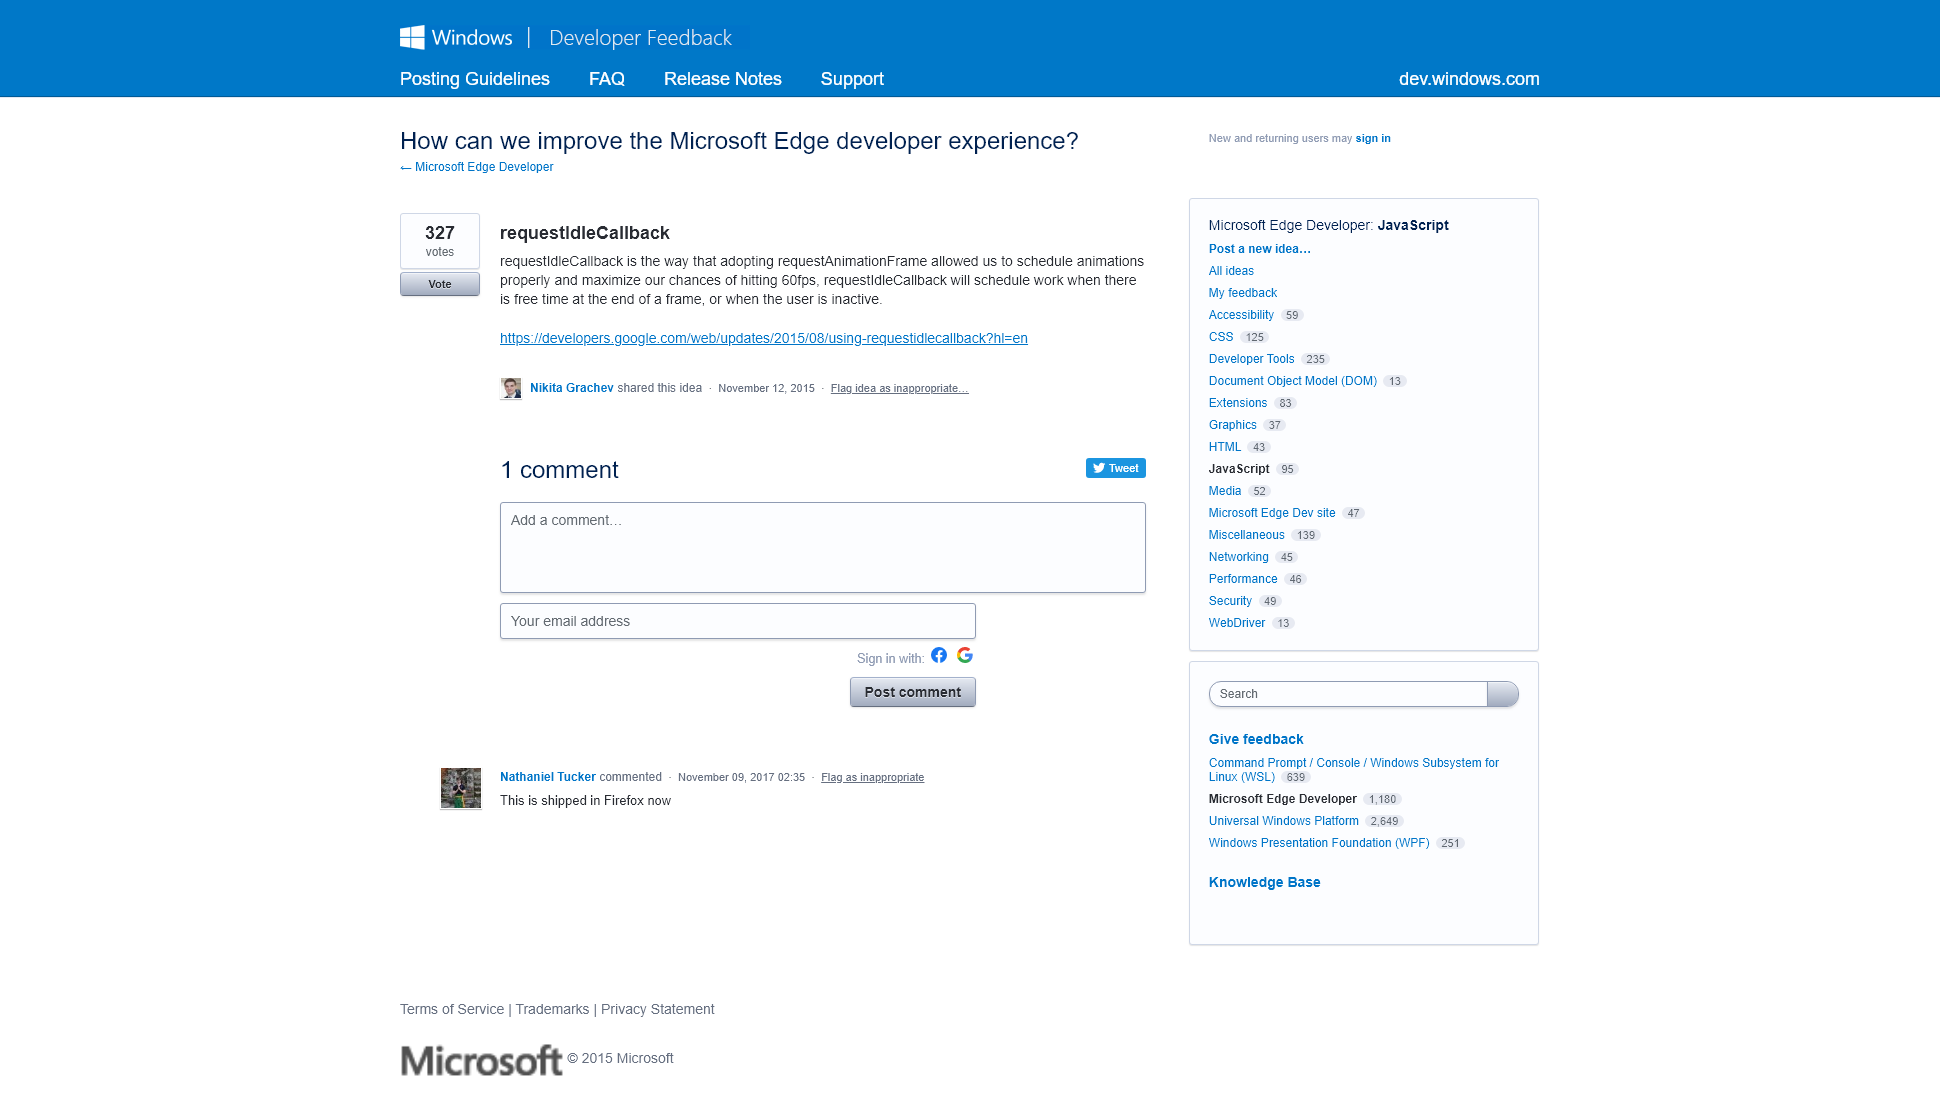 Windows | Developer Feedback
Posting Guidelines FAQ Release Notes Support dev.windows.com
How can we improve the Microsoft Edge developer experience?
← Microsoft Edge Developer
New and returning users may sign in
327
votes
Vote
requestIdleCallback
requestIdleCallback is the way that adopting requestAnimationFrame allowed us to schedule animations
properly and maximize our chances of hitting 60fps, requestIdleCallback will schedule work when there
is free time at the end of a frame, or when the user is inactive.
https://developers.google.com/web/updates/2015/08/using-requestidlecallback?hl=en
Nikita Grachev shared this idea · November 12, 2015 · Flag idea as inappropriate…
1 comment
Tweet
Add a comment…
Your email address
Sign in with:
Post comment
Nathaniel Tucker commented · November 09, 2017 02:35 · Flag as inappropriate
This is shipped in Firefox now
Microsoft Edge Developer: JavaScript
Post a new idea…
All ideas
My feedback
Accessibility 59
CSS 125
Developer Tools 235
Document Object Model (DOM) 13
Extensions 83
Graphics 37
HTML 43
JavaScript 95
Media 52
Microsoft Edge Dev site 47
Miscellaneous 139
Networking 45
Performance 46
Security 49
WebDriver 13
Search
Give feedback
Command Prompt / Console / Windows Subsystem for
Linux (WSL) 639
Microsoft Edge Developer 1,180
Universal Windows Platform 2,649
Windows Presentation Foundation (WPF) 251
Knowledge Base
Terms of Service | Trademarks | Privacy Statement
Microsoft © 2015 Microsoft